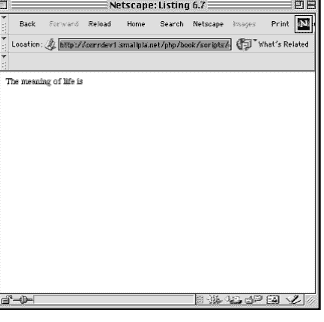 Netscape: Listing 6.7
Back Forward Reload Home Search Netscape Images Print
Location: http://corrdev1.smallpla.net/php/book/scripts/ What's Related
The meaning of life is